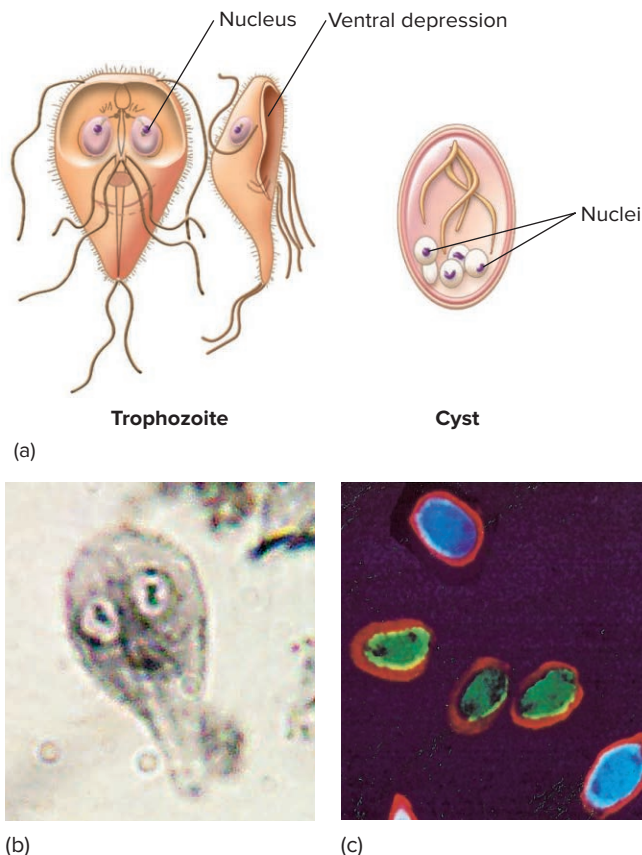 Nucleus
Ventral depression
Nuclei
Trophozoite
Cyst
(a)
(b)
(c)